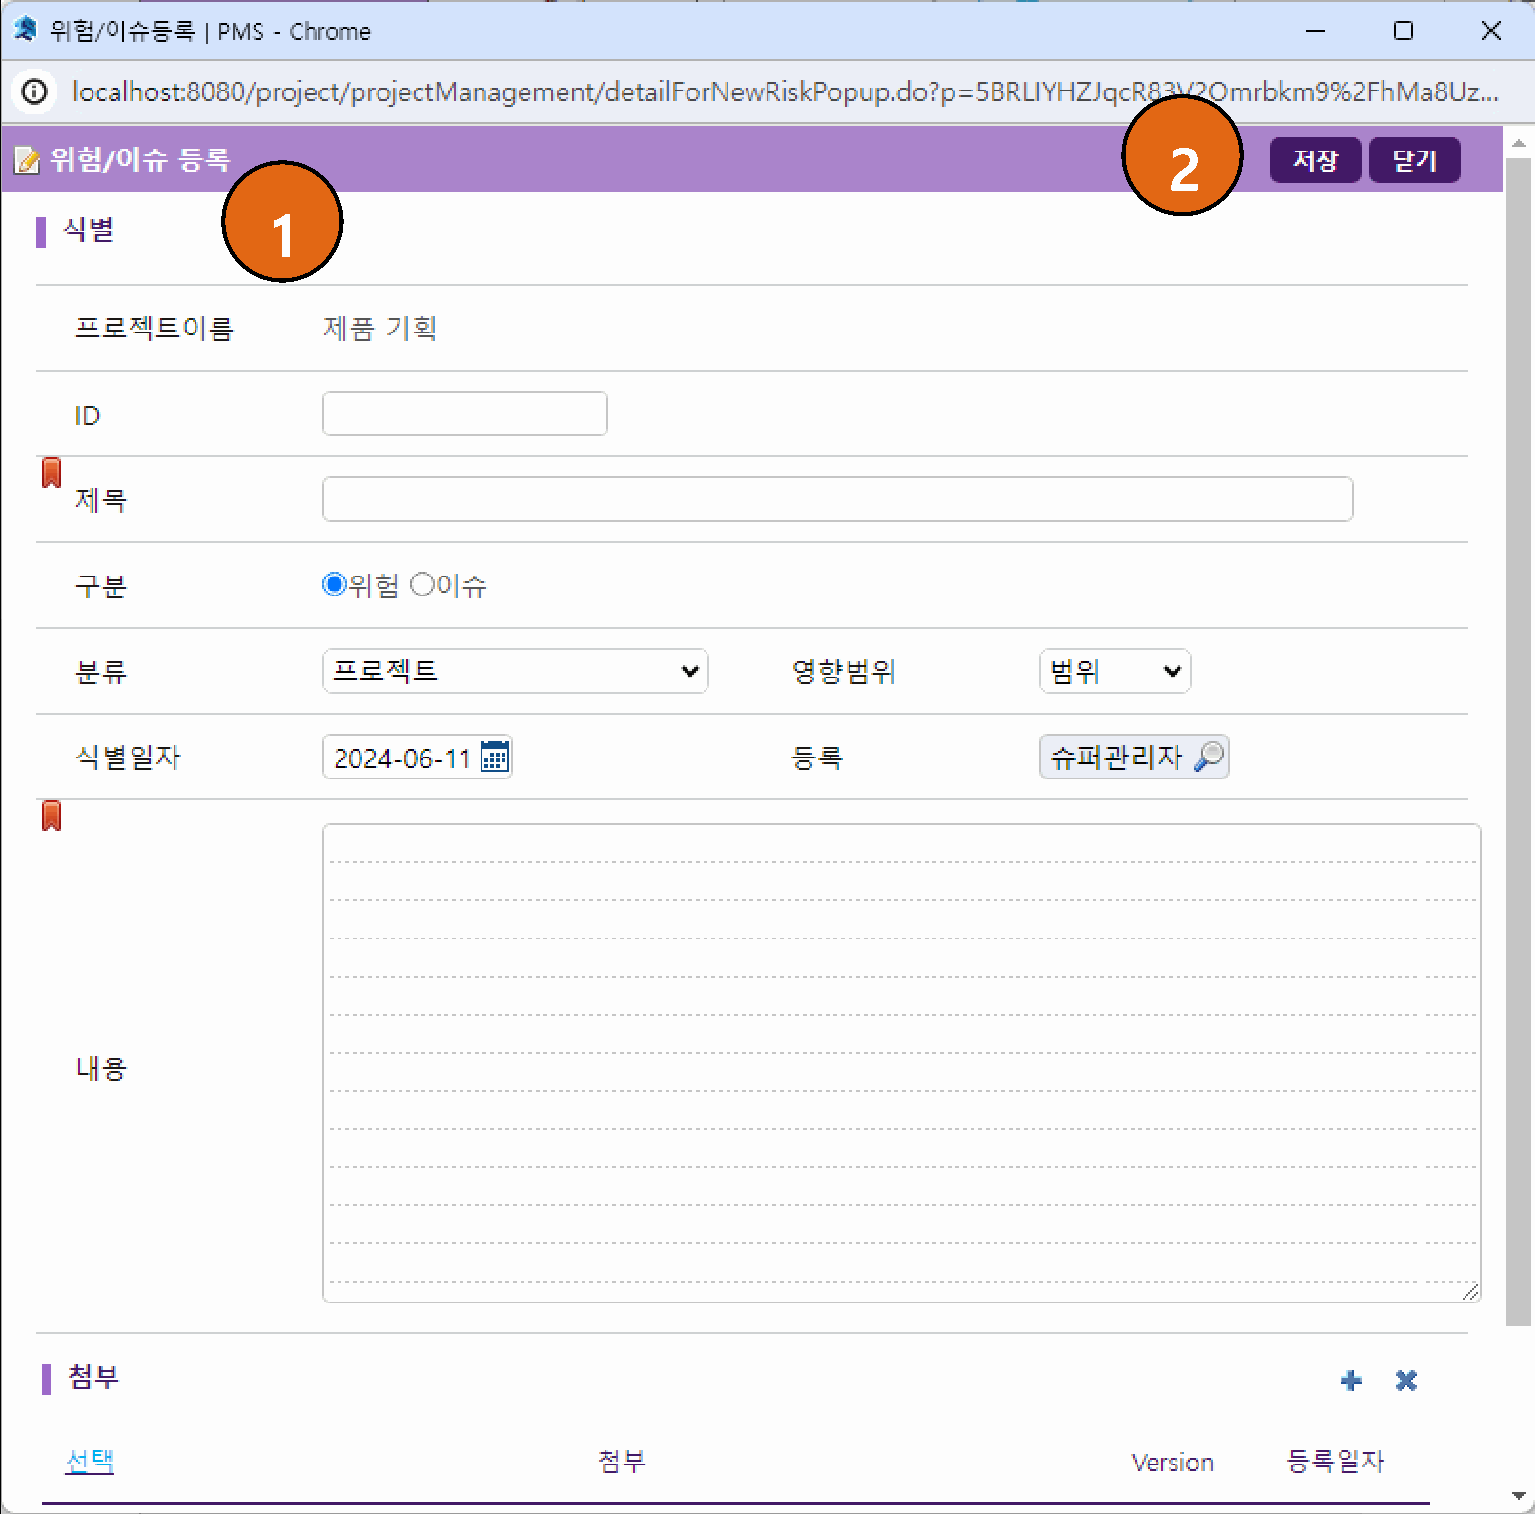 위험/이슈등록 | PMS - Chrome
localhost:8080/project/projectManagement/detailForNewRiskPopup.do?p=5BRLIYHZJqcR83V2Omrbkm9%2FhMa8Uz...
위험/이슈 등록
2
저장 닫기
1
식별
프로젝트이름 제품 기획
ID
제목
구분 위험 이슈
분류 프로젝트 영향범위 범위
식별일자 2024-06-11 등록 슈퍼관리자
내용
첨부
선택 첨부 Version 등록일자